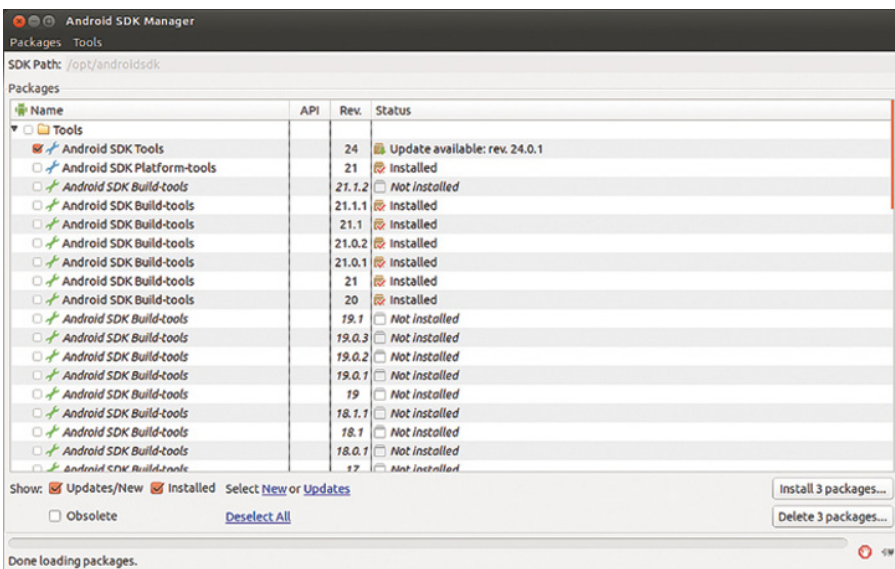 Android SDK Manager
Packages Tools
SDK Path: /opt/androidsdk
Packages
Name API Rev. Status
Tools
Android SDK Tools 24 Update available: rev. 24.0.1
Android SDK Platform-tools 21 Installed
Android SDK Build-tools 21.1.2 Not installed
Android SDK Build-tools 21.1.1 Installed
Android SDK Build-tools 21.1 Installed
Android SDK Build-tools 21.0.2 Installed
Android SDK Build-tools 21.0.1 Installed
Android SDK Build-tools 21 Installed
Android SDK Build-tools 20 Installed
Android SDK Build-tools 19.1 Not installed
Android SDK Build-tools 19.0.3 Not installed
Android SDK Build-tools 19.0.2 Not installed
Android SDK Build-tools 19.0.1 Not installed
Android SDK Build-tools 19 Not installed
Android SDK Build-tools 18.1.1 Not installed
Android SDK Build-tools 18.1 Not installed
Android SDK Build-tools 18.0.1 Not installed
Android SDK Build-tools 17 Not installed
Show: Updates/New Installed Select New or Updates Install 3 packages...
Obsolete Deselect All Delete 3 packages...
Done loading packages.